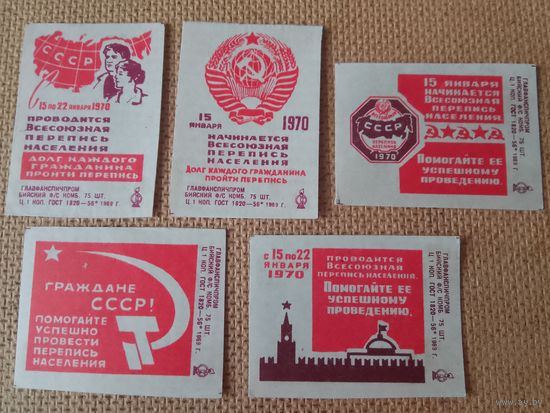 СССР
15 ПО 22 ЯНВАРЯ 1970
ПРОВОДИТСЯ
ВСЕСОЮЗНАЯ
ПЕРЕПИСЬ
НАСЕЛЕНИЯ
ДОЛГ КАЖДОГО
ГРАЖДАНИНА
ПРОЙТИ ПЕРЕПИСЬ
ГЛАВФАНСПИЧПРОМ
БИЙСКИЙ Ф/С КОМБ. 75 ШТ.
Ц 1 КОП. ГОСТ 1820—56* 1969 Г.
15
ЯНВАРЯ
1970
НАЧИНАЕТСЯ
ВСЕСОЮЗНАЯ
ПЕРЕПИСЬ
НАСЕЛЕНИЯ
ДОЛГ КАЖДОГО ГРАЖДАНИНА
ПРОЙТИ ПЕРЕПИСЬ
ГЛАВФАНСПИЧПРОМ
БИЙСКИЙ Ф/С КОМБ. 75 ШТ.
Ц 1 КОП. ГОСТ 1820—56* 1969 Г.
15 ЯНВАРЯ
НАЧИНАЕТСЯ
ВСЕСОЮЗНАЯ
ПЕРЕПИСЬ
НАСЕЛЕНИЯ
СССР
ПЕРЕПИСЬ
НАСЕЛЕНИЯ
1970
ПОМОГАЙТЕ ЕЕ
УСПЕШНОМУ
ПРОВЕДЕНИЮ.
ГЛАВФАНСПИЧПРОМ
БИЙСКИЙ Ф/С КОМБ. 75 ШТ.
Ц 1 КОП. ГОСТ 1820—56* 1969 Г.
ГРАЖДАНЕ
СССР!
ПОМОГАЙТЕ
УСПЕШНО
ПРОВЕСТИ
ПЕРЕПИСЬ
НАСЕЛЕНИЯ
ГЛАВФАНСПИЧПРОМ
БИЙСКИЙ Ф/С КОМБ. 75 ШТ.
Ц 1 КОП. ГОСТ 1820—56* 1969 Г.
С 15 ПО 22
ЯНВАРЯ
1970
ПРОВОДИТСЯ
ВСЕСОЮЗНАЯ
ПЕРЕПИСЬ НАСЕЛЕНИЯ.
ПОМОГАЙТЕ ЕЕ
УСПЕШНОМУ
ПРОВЕДЕНИЮ.
ГЛАВФАНСПИЧПРОМ
БИЙСКИЙ Ф/С КОМБ. 75 ШТ.
Ц 1 КОП. ГОСТ 1820—56* 1969 Г.